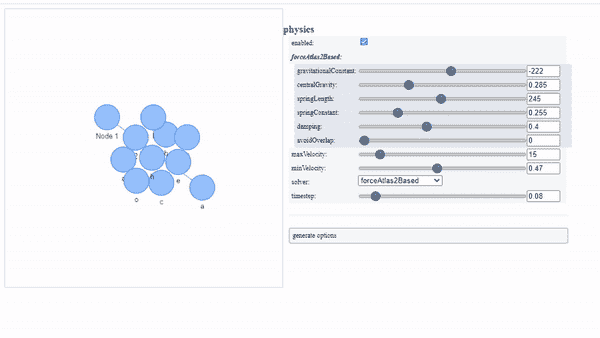 physics
enabled:
forceAtlas2Based:
gravitationalConstant: -222
centralGravity: 0.285
springLength: 245
springConstant: 0.255
damping: 0.4
avoidOverlap: 0
maxVelocity: 15
minVelocity: 0.47
solver: forceAtlas2Based
timestep: 0.08
generate options
Node 1
e
o
c
a